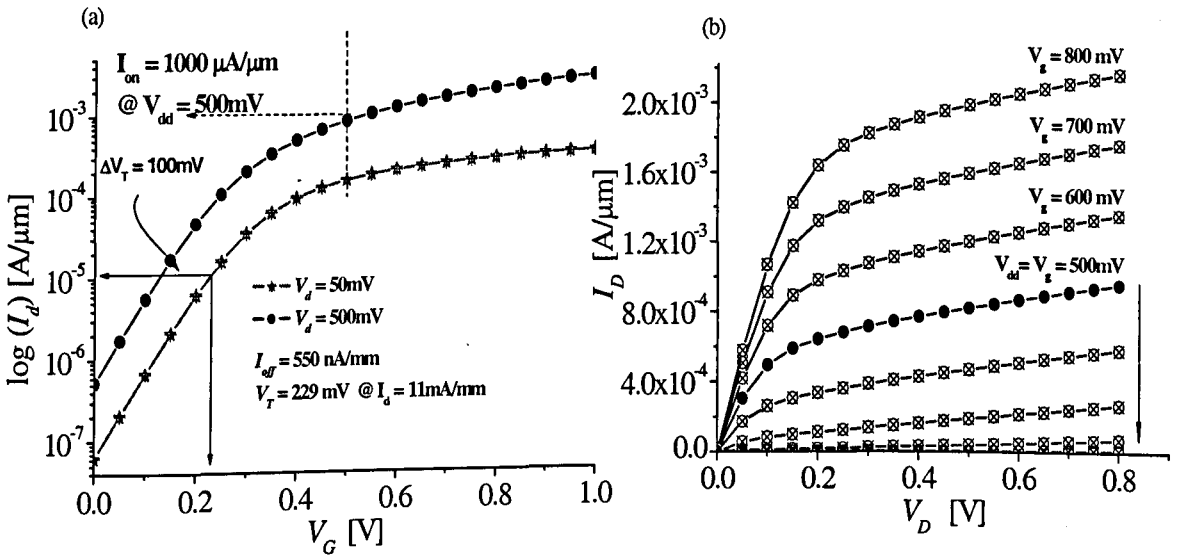 (a)
I_on = 1000 μA/μm
@ V_dd = 500mV
ΔV_T = 100mV
10^-3
10^-4
10^-5
10^-6
10^-7
log (I_d) [A/μm]
V_d = 50mV
V_d = 500mV
I_off = 550 nA/mm
V_T = 229 mV @ I_d = 11mA/mm
0.0 0.2 0.4 0.6 0.8 1.0
V_G [V]
(b)
V_g = 800 mV
V_g = 700 mV
V_g = 600 mV
V_dd = V_g = 500mV
2.0x10^-3
1.6x10^-3
1.2x10^-3
8.0x10^-4
4.0x10^-4
0.0
I_D [A/μm]
0.0 0.2 0.4 0.6 0.8
V_D [V]